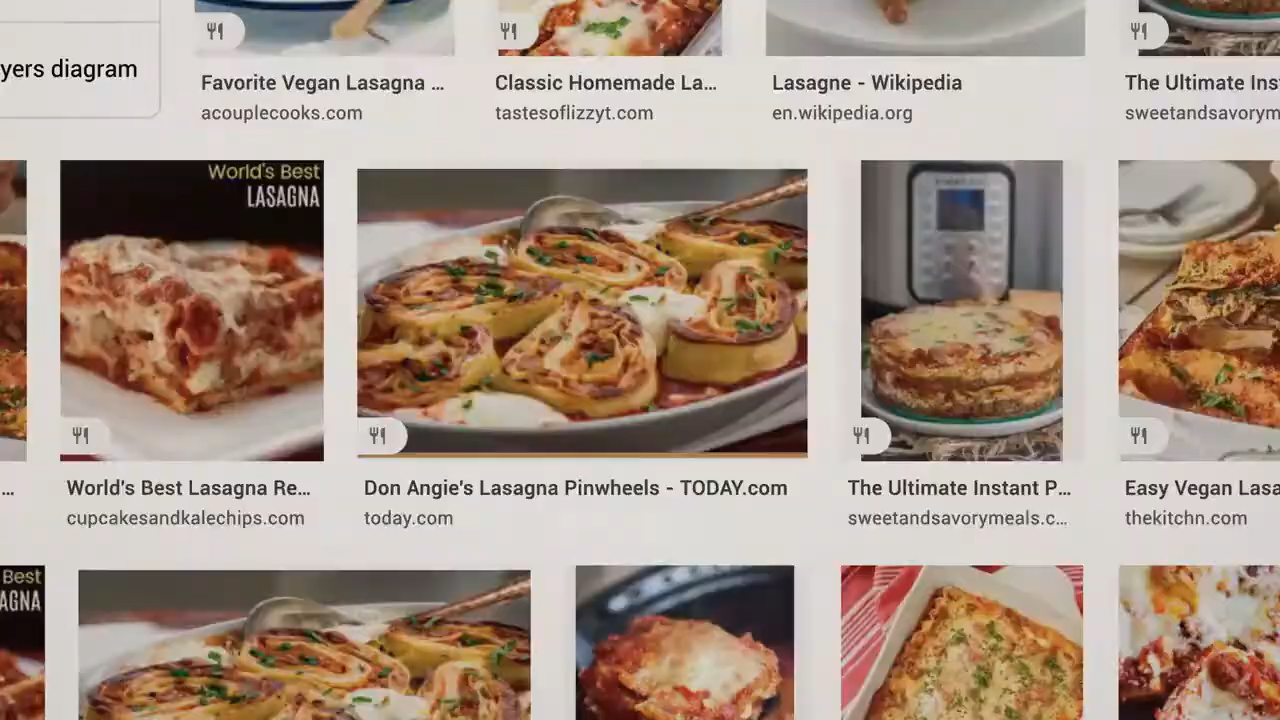 yers diagram
Favorite Vegan Lasagna ...
acouplecooks.com
Classic Homemade La...
tastesoflizzyt.com
Lasagne - Wikipedia
en.wikipedia.org
The Ultimate Ins
sweetandsavorym
World's Best
LASAGNA
...
World's Best Lasagna Re...
cupcakesandkalechips.com
Don Angie's Lasagna Pinwheels - TODAY.com
today.com
The Ultimate Instant P...
sweetandsavorymeals.c...
Easy Vegan Lasa
thekitchn.com
Best
AGNA